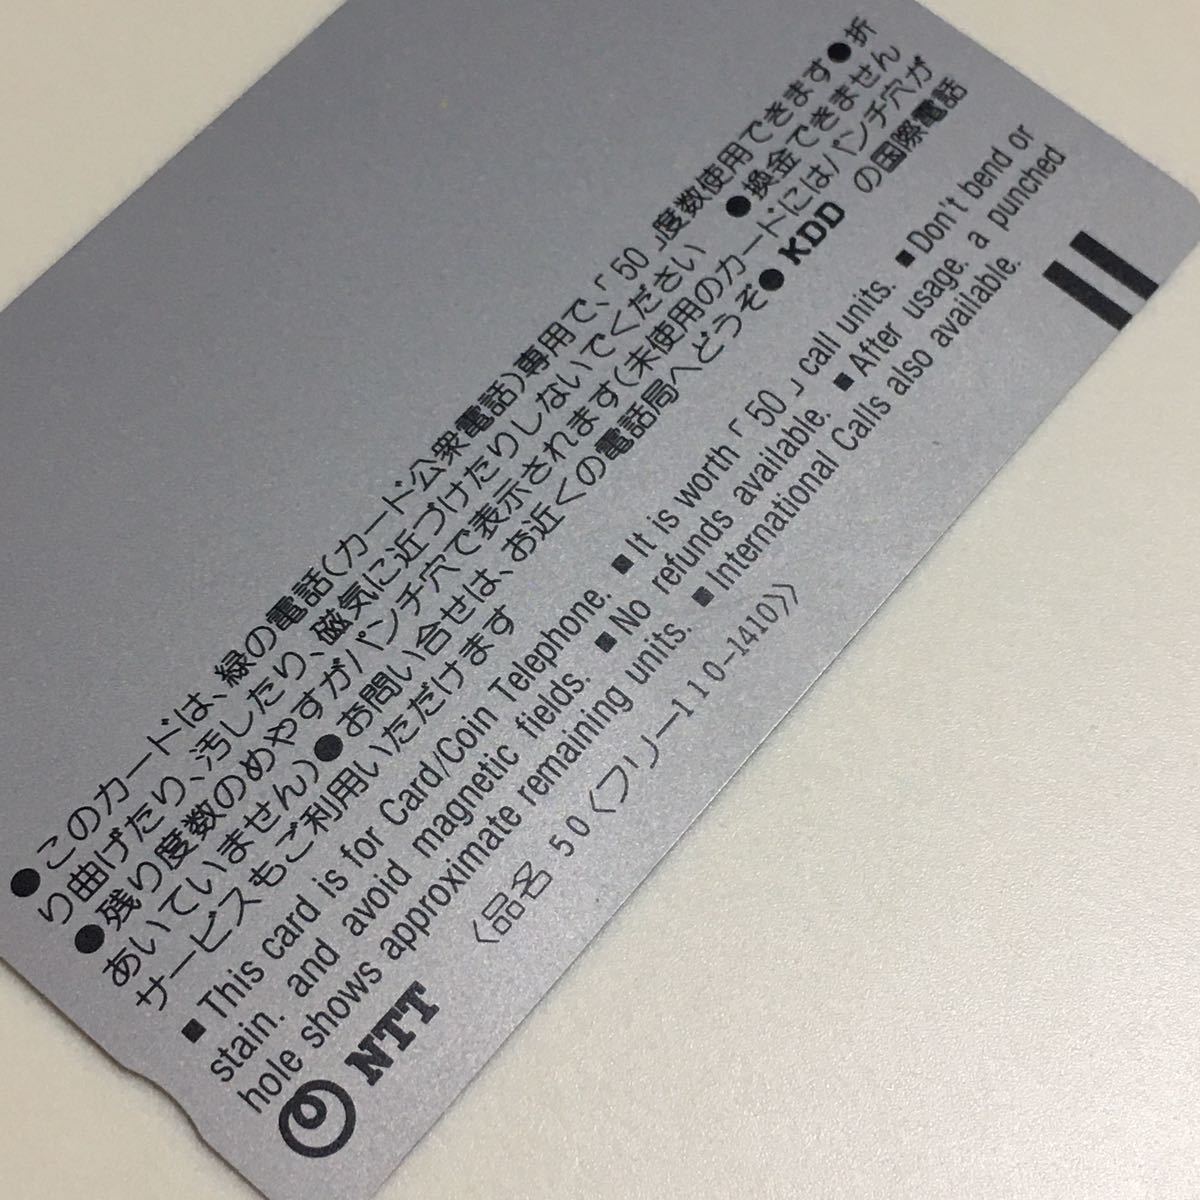 ●このカードは、緑の電話(カード公衆電話)専用で、「50」度数使用できます●折
り曲げたり、汚したり、磁気に近づけたりしないでください ●換金できません
●残り度数のめやすがパンチ穴で表示されます(未使用のカードにはパンチ穴が
あいていません)●お問い合せは、お近くの電話局へどうぞ●KDDの国際電話
サービスもご利用いただけます
■This card is for Card/Coin Telephone. ■It is worth「50」call units. ■Don't bend or
stain. and avoid magnetic fields. ■No refunds available. ■After usage. a punched
hole shows approximate remaining units. ■International Calls also available.
NTT 〈品名 50〈フリー110-1410〉〉